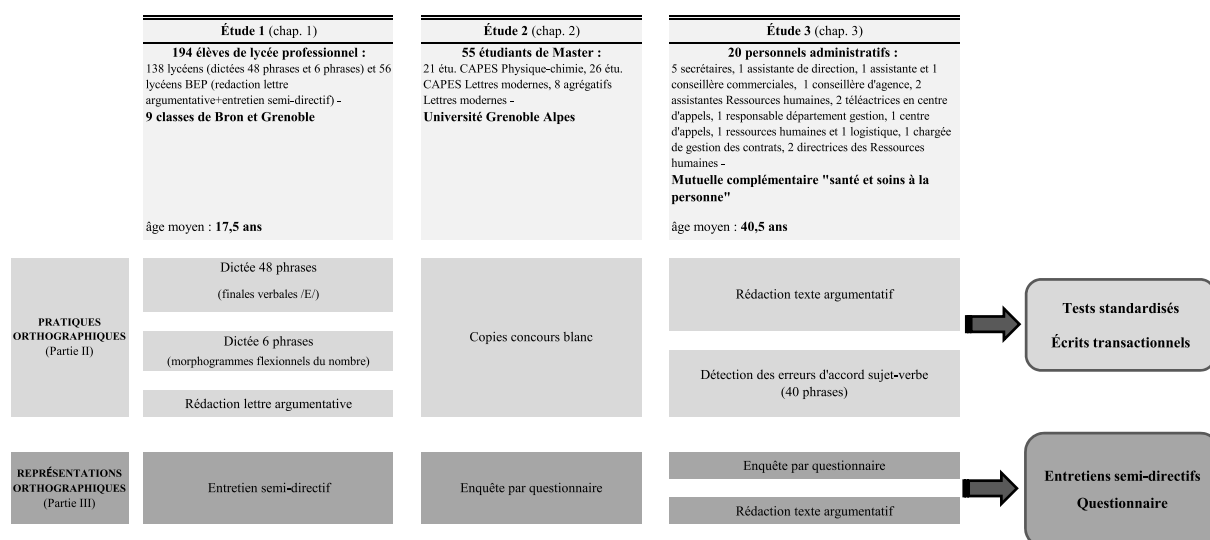 Étude 1 (chap. 1)
194 élèves de lycée professionnel :
138 lycéens (dictées 48 phrases et 6 phrases) et 56
lycéens BEP (redaction lettre
argumentative+entretien semi-directif) -
9 classes de Bron et Grenoble
âge moyen : 17,5 ans
Étude 2 (chap. 2)
55 étudiants de Master :
21 étu. CAPES Physique-chimie, 26 étu.
CAPES Lettres modernes, 8 agrégatifs
Lettres modernes -
Université Grenoble Alpes
Étude 3 (chap. 3)
20 personnels administratifs :
5 secrétaires, 1 assistante de direction, 1 assistante et 1
conseillère commerciales, 1 conseillère d'agence, 2
assistantes Ressources humaines, 2 téléactrices en centre
d'appels, 1 responsable département gestion, 1 centre
d'appels, 1 ressources humaines et 1 logistique, 1 chargée
de gestion des contrats, 2 directrices des Ressources
humaines -
Mutuelle complémentaire "santé et soins à la
personne"
âge moyen : 40,5 ans
PRATIQUES
ORTHOGRAPHIQUES
(Partie II)
Dictée 48 phrases
(finales verbales /E/)
Dictée 6 phrases
(morphogrammes flexionnels du nombre)
Rédaction lettre argumentative
Copies concours blanc
Rédaction texte argumentatif
Détection des erreurs d'accord sujet-verbe
(40 phrases)
Tests standardisés
Écrits transactionnels
REPRÉSENTATIONS
ORTHOGRAPHIQUES
(Partie III)
Entretien semi-directif
Enquête par questionnaire
Enquête par questionnaire
Rédaction texte argumentatif
Entretiens semi-directifs
Questionnaire